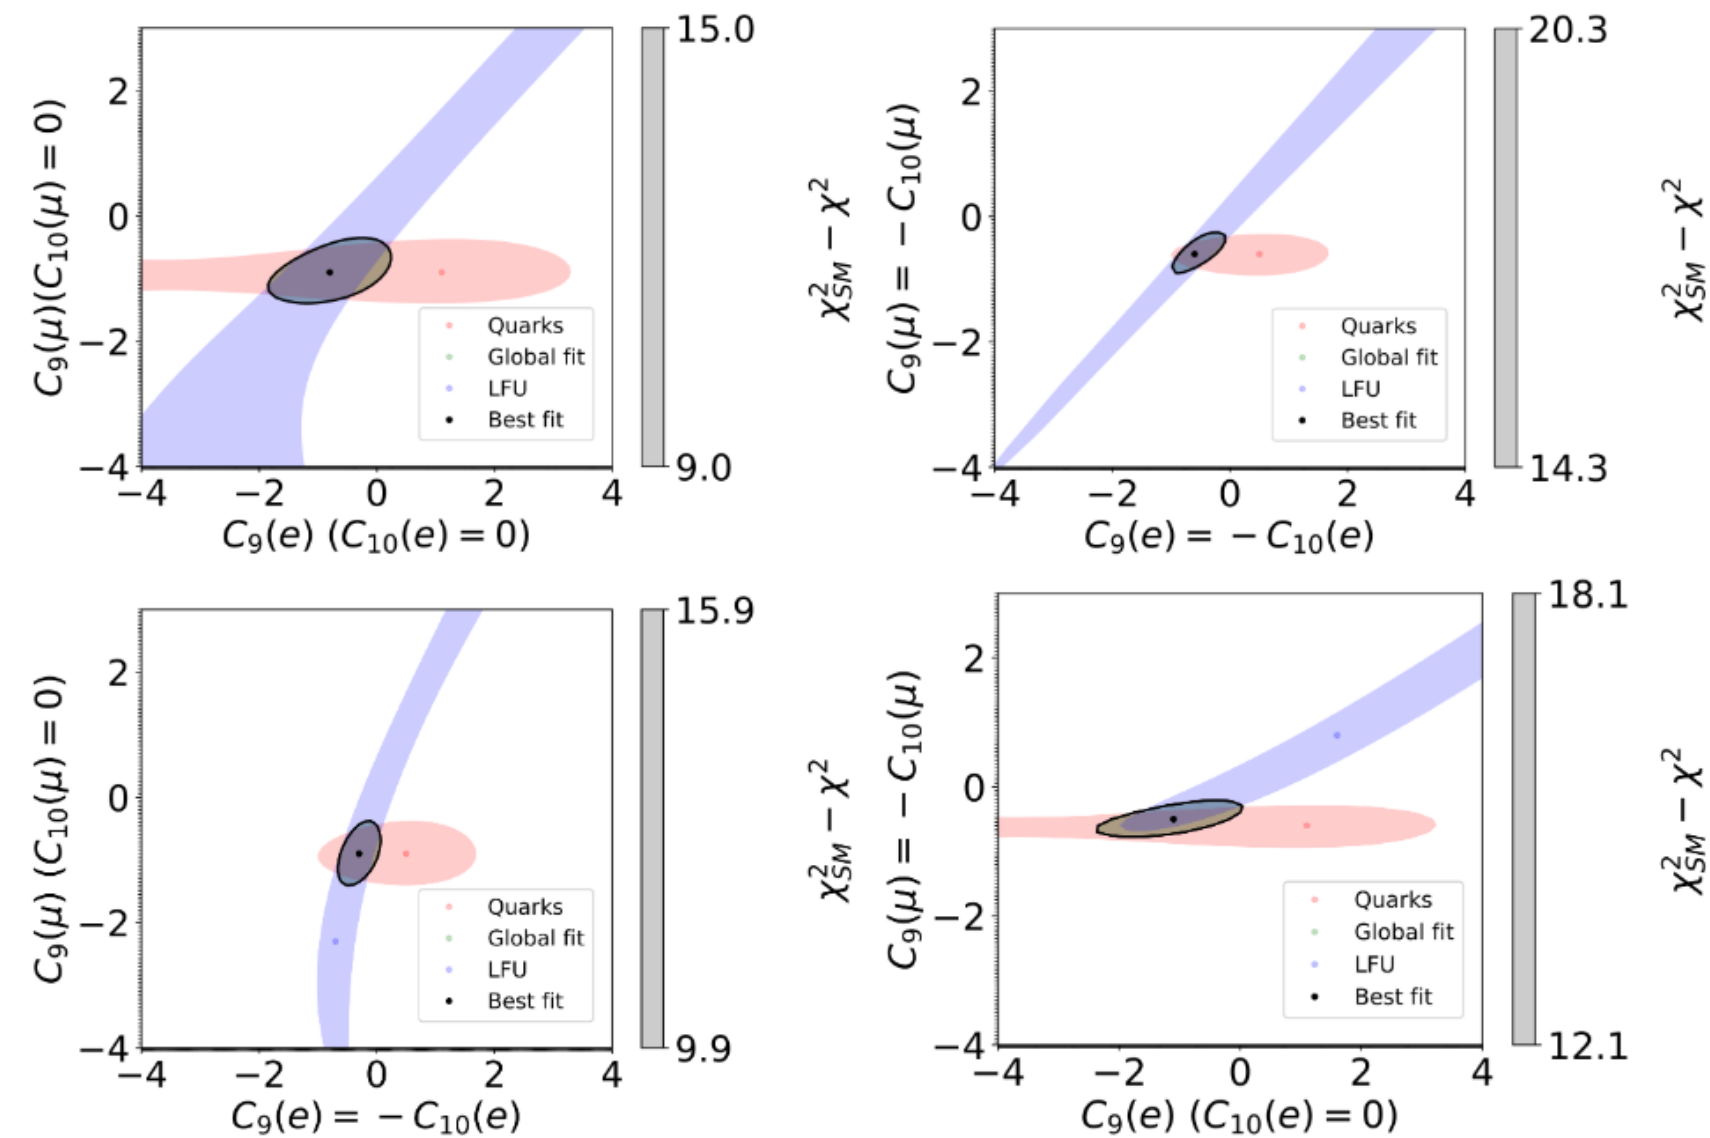 15.0
2
0
−2
−4
C9(μ)(C10(μ) = 0)
Quarks
Global fit
LFU
Best fit
9.0
−4 −2 0 2 4
C9(e) (C10(e) = 0)
χ²SM − χ²
20.3
2
0
−2
−4
C9(μ) = − C10(μ)
Quarks
Global fit
LFU
Best fit
14.3
−4 −2 0 2 4
C9(e) = − C10(e)
χ²SM − χ²
15.9
2
0
−2
−4
C9(μ) (C10(μ) = 0)
Quarks
Global fit
LFU
Best fit
9.9
−4 −2 0 2 4
C9(e) = − C10(e)
χ²SM − χ²
18.1
2
0
−2
−4
C9(μ) = − C10(μ)
Quarks
Global fit
LFU
Best fit
12.1
−4 −2 0 2 4
C9(e) (C10(e) = 0)
χ²SM − χ²